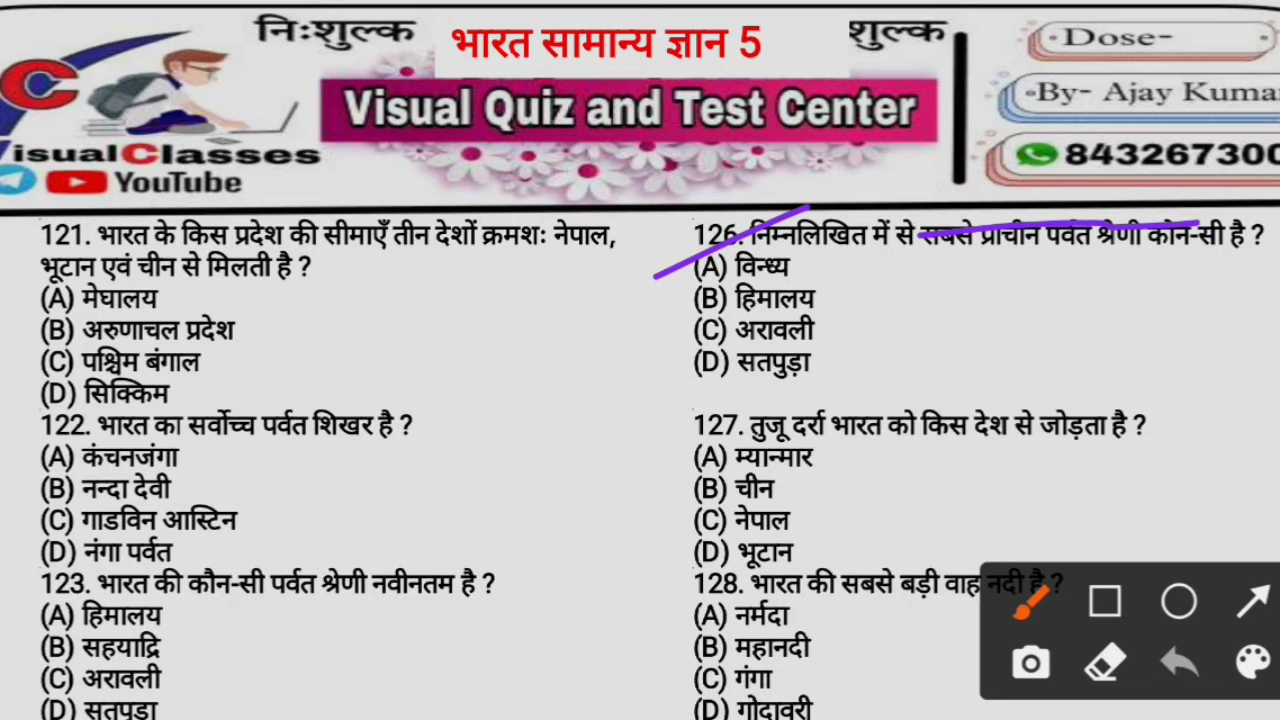 निःशुल्क
भारत सामान्य ज्ञान 5
शुल्क
Visual Quiz and Test Center
C
isualClasses
YouTube
Dose-
By- Ajay Kuma
843267300
121. भारत के किस प्रदेश की सीमाएँ तीन देशों क्रमशः नेपाल,
भूटान एवं चीन से मिलती है ?
(A) मेघालय
(B) अरुणाचल प्रदेश
(C) पश्चिम बंगाल
(D) सिक्किम
122. भारत का सर्वोच्च पर्वत शिखर है ?
(A) कंचनजंगा
(B) नन्दा देवी
(C) गाडविन आस्टिन
(D) नंगा पर्वत
123. भारत की कौन-सी पर्वत श्रेणी नवीनतम है ?
(A) हिमालय
(B) सहयाद्रि
(C) अरावली
(D) सतपुड़ा
126. निम्नलिखित में से सबसे प्राचीन पर्वत श्रेणी कौन-सी है ?
(A) विन्ध्य
(B) हिमालय
(C) अरावली
(D) सतपुड़ा
127. तुजू दर्रा भारत को किस देश से जोड़ता है ?
(A) म्यान्मार
(B) चीन
(C) नेपाल
(D) भूटान
128. भारत की सबसे बड़ी वाह नदी है ?
(A) नर्मदा
(B) महानदी
(C) गंगा
(D) गोदावरी